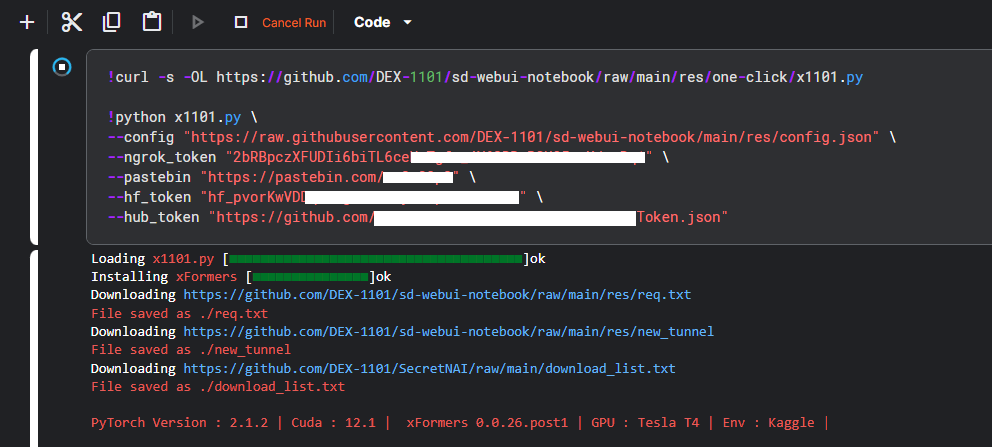 Cancel Run Code
!curl -s -OL https://github.com/DEX-1101/sd-webui-notebook/raw/main/res/one-click/x1101.py
!python x1101.py \
--config "https://raw.githubusercontent.com/DEX-1101/sd-webui-notebook/main/res/config.json" \
--ngrok_token "2bRBpczXFUDIi6biTL6ce" \
--pastebin "https://pastebin.com/" \
--hf_token "hf_pvorKwVD" \
--hub_token "https://github.com/Token.json"
Loading x1101.py []ok
Installing xFormers []ok
Downloading https://github.com/DEX-1101/sd-webui-notebook/raw/main/res/req.txt
File saved as ./req.txt
Downloading https://github.com/DEX-1101/sd-webui-notebook/raw/main/res/new_tunnel
File saved as ./new_tunnel
Downloading https://github.com/DEX-1101/SecretNAI/raw/main/download_list.txt
File saved as ./download_list.txt
PyTorch Version : 2.1.2 | Cuda : 12.1 | xFormers 0.0.26.post1 | GPU : Tesla T4 | Env : Kaggle |